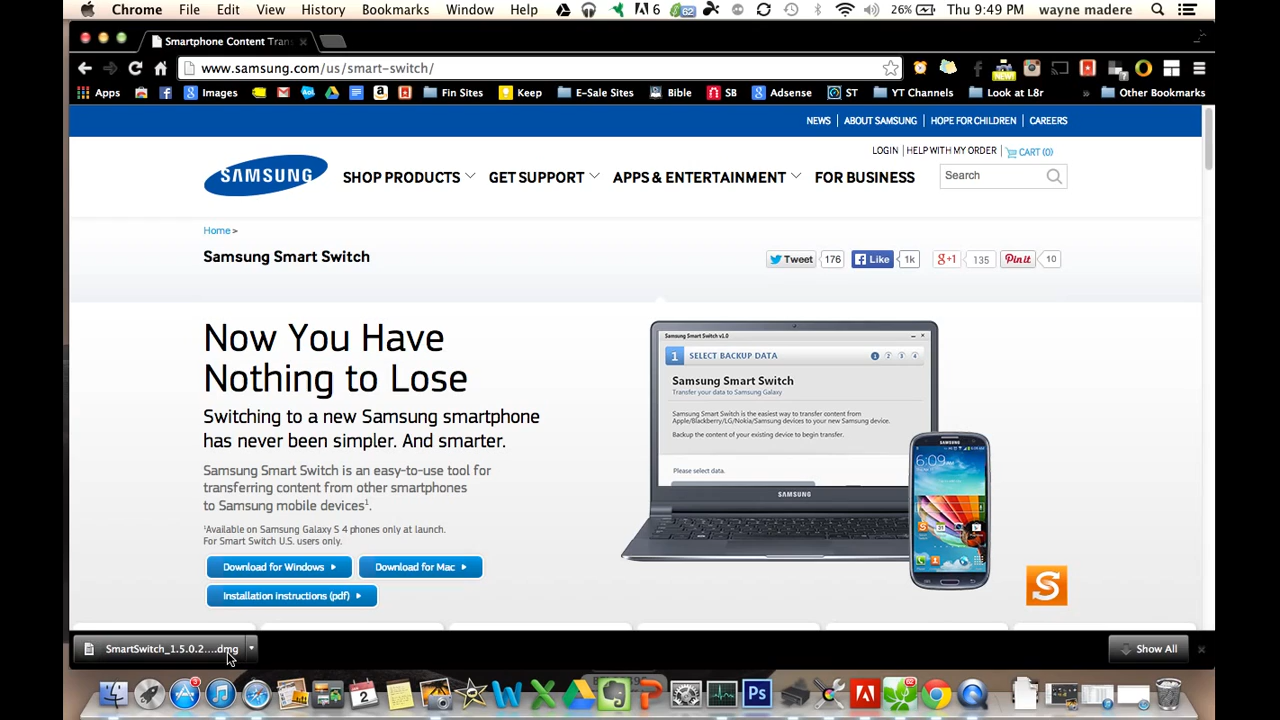 Chrome File Edit View History Bookmarks Window Help 6 62 26% Thu 9:49 PM wayne madere
Smartphone Content Tran
www.samsung.com/us/smart-switch/
NEW!
Apps Images Fin Sites Keep E-Sale Sites Bible SB Adsense ST YT Channels Look at L8r » Other Bookmarks
NEWS | ABOUT SAMSUNG | HOPE FOR CHILDREN | CAREERS
LOGIN | HELP WITH MY ORDER | CART (0)
SAMSUNG SHOP PRODUCTS GET SUPPORT APPS & ENTERTAINMENT FOR BUSINESS Search
Home >
Samsung Smart Switch
Tweet 176 Like 1k g+1 135 Pin it 10
Now You Have
Nothing to Lose
Switching to a new Samsung smartphone
has never been simpler. And smarter.
Samsung Smart Switch is an easy-to-use tool for
transferring content from other smartphones
to Samsung mobile devices¹.
¹Available on Samsung Galaxy S 4 phones only at launch.
For Smart Switch U.S. users only.
Download for Windows Download for Mac
Installation instructions (pdf)
Samsung Smart Switch v1.0
1 SELECT BACKUP DATA 1 2 3 4
Samsung Smart Switch
Transfer your data to Samsung Galaxy
Samsung Smart Switch is the easiest way to transfer content from
Apple/Blackberry/LG/Nokia/Samsung devices to your new Samsung device.
Backup the content of your existing device to begin transfer.
Please select data.
SAMSUNG
SAMSUNG
6:09
S
SmartSwitch_1.5.0.2....dmg Show All